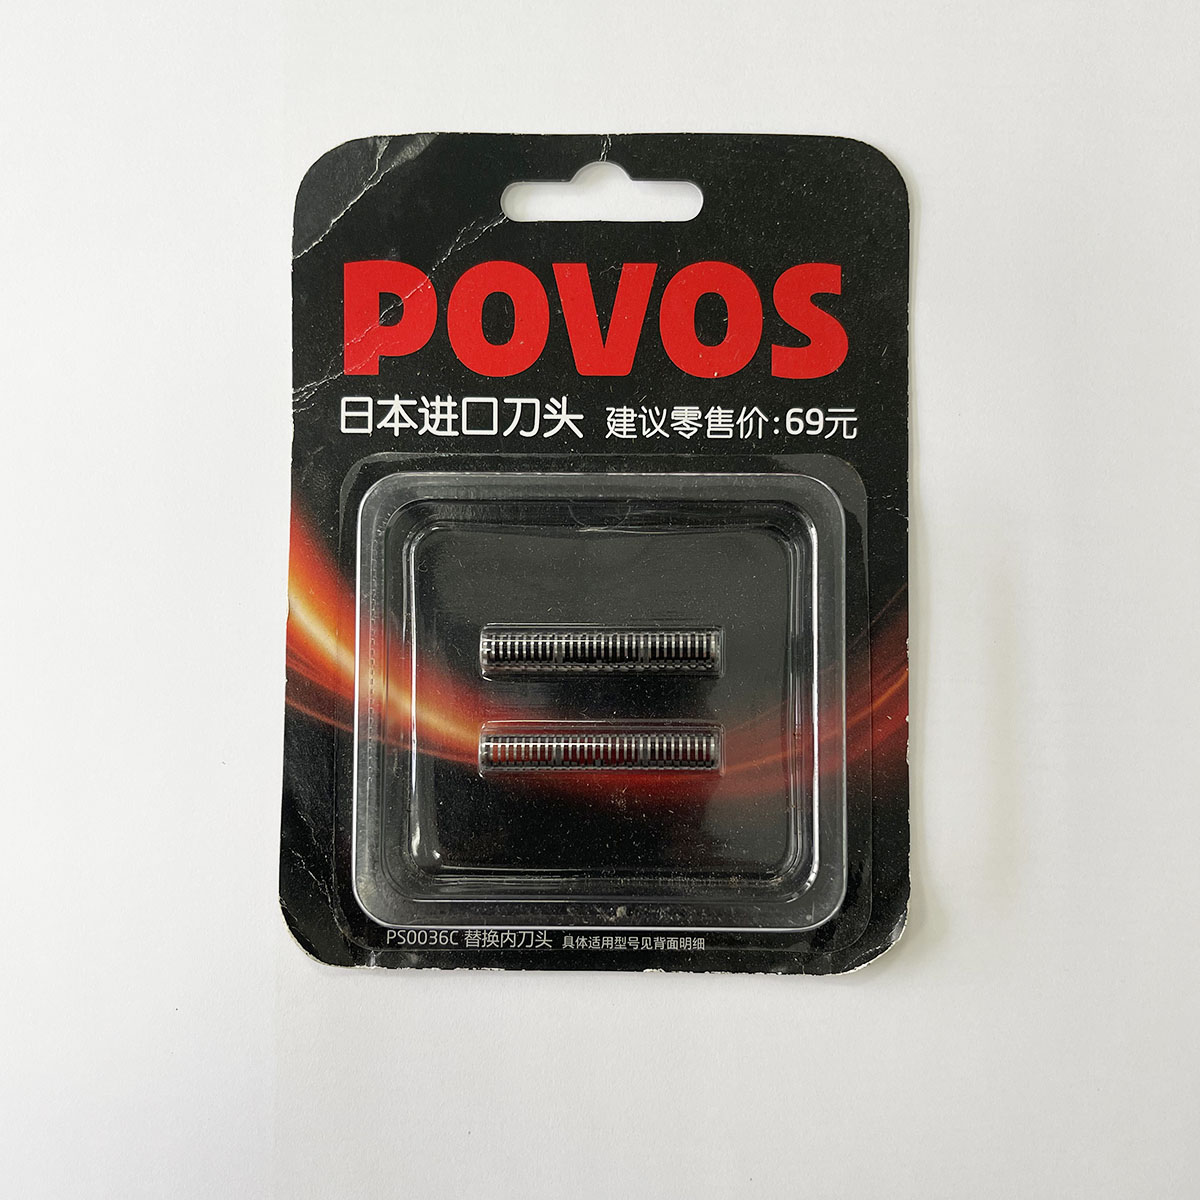 POVOS
日本进口刀头 建议零售价:69元
PS0036C 替换内刀头 具体适用型号见背面明细